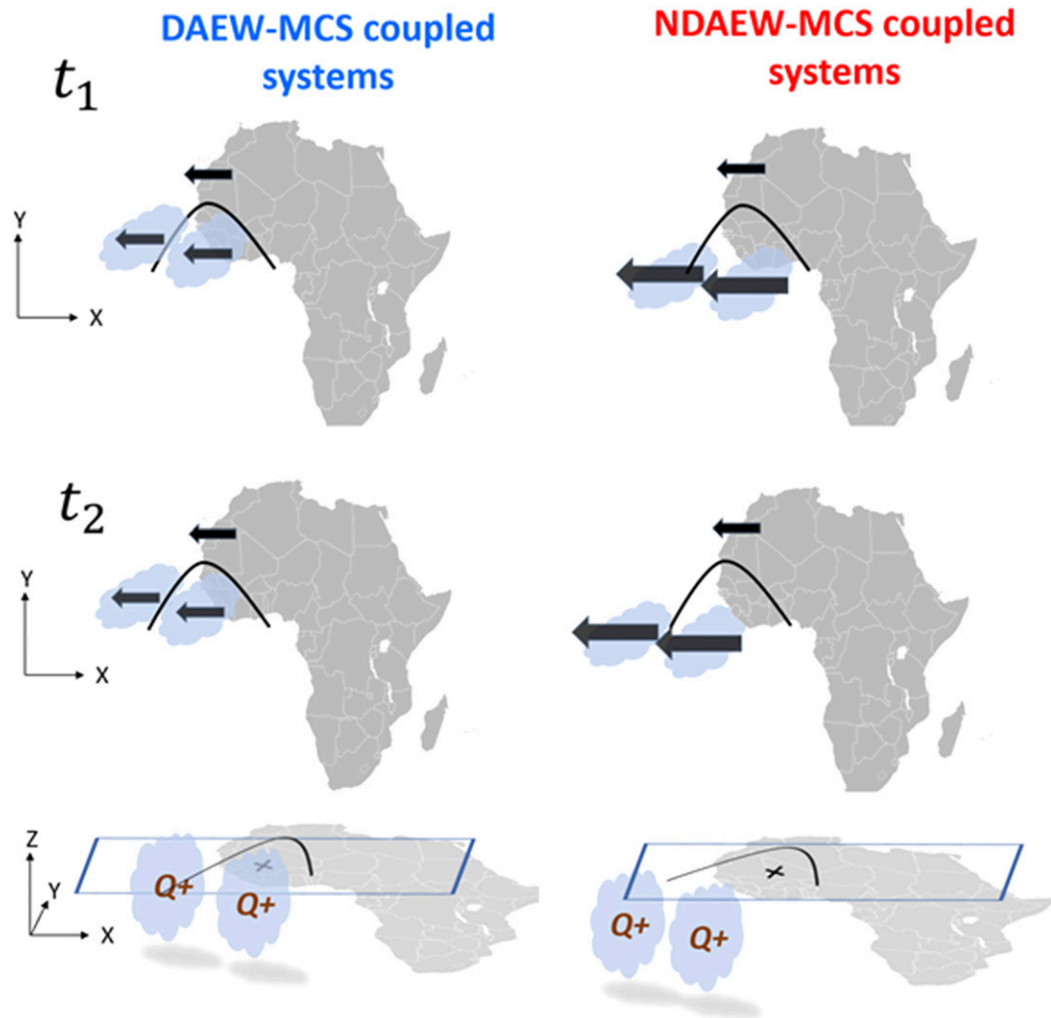 DAEW-MCS coupled
systems
NDAEW-MCS coupled
systems
t₁
Y
X
t₂
Y
X
Z
Y
X
Q+
Q+
Q+
Q+